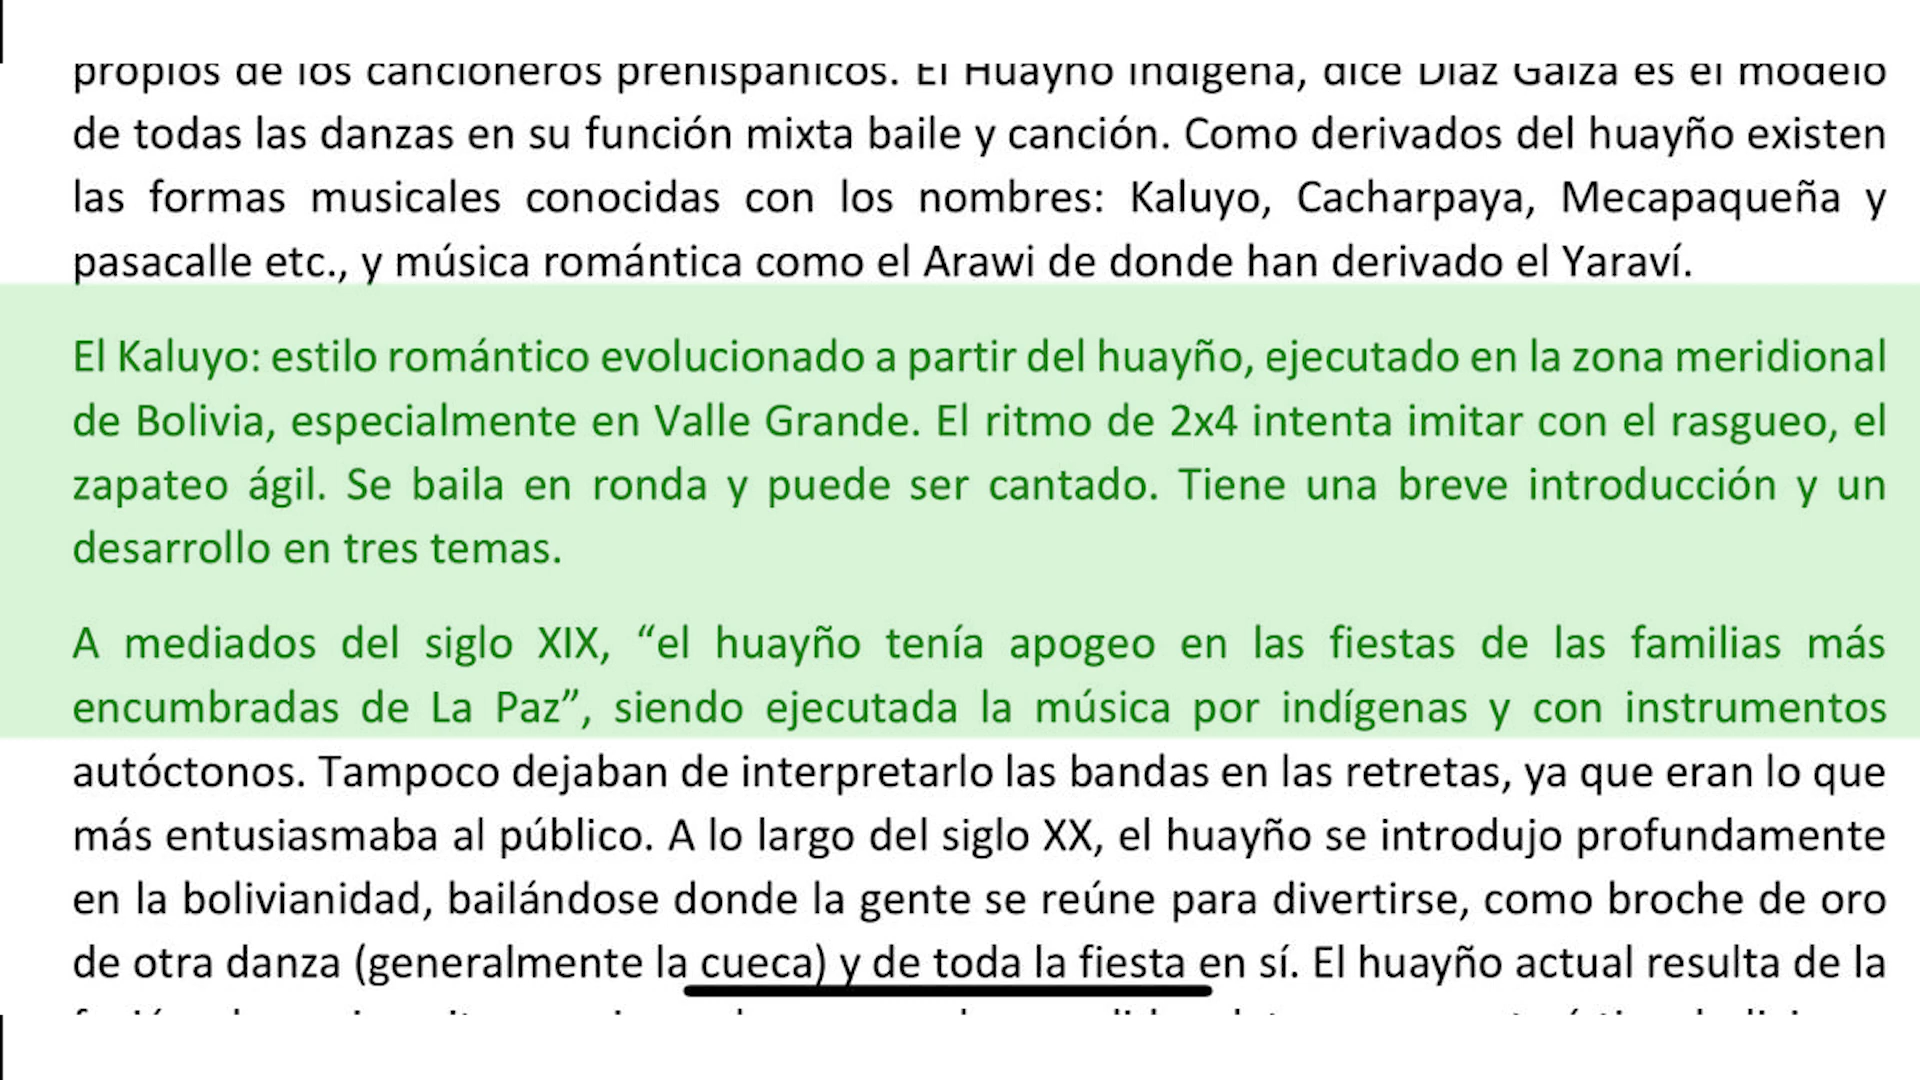 propios de los cancioneros prehispánicos. El Huayño indígena, dice Díaz Gaíza es el modelo
de todas las danzas en su función mixta baile y canción. Como derivados del huayño existen
las formas musicales conocidas con los nombres: Kaluyo, Cacharpaya, Mecapaqueña y
pasacalle etc., y música romántica como el Arawi de donde han derivado el Yaraví.
El Kaluyo: estilo romántico evolucionado a partir del huayño, ejecutado en la zona meridional
de Bolivia, especialmente en Valle Grande. El ritmo de 2x4 intenta imitar con el rasgueo, el
zapateo ágil. Se baila en ronda y puede ser cantado. Tiene una breve introducción y un
desarrollo en tres temas.
A mediados del siglo XIX, “el huayño tenía apogeo en las fiestas de las familias más
encumbradas de La Paz”, siendo ejecutada la música por indígenas y con instrumentos
autóctonos. Tampoco dejaban de interpretarlo las bandas en las retretas, ya que eran lo que
más entusiasmaba al público. A lo largo del siglo XX, el huayño se introdujo profundamente
en la bolivianidad, bailándose donde la gente se reúne para divertirse, como broche de oro
de otra danza (generalmente la cueca) y de toda la fiesta en sí. El huayño actual resulta de la